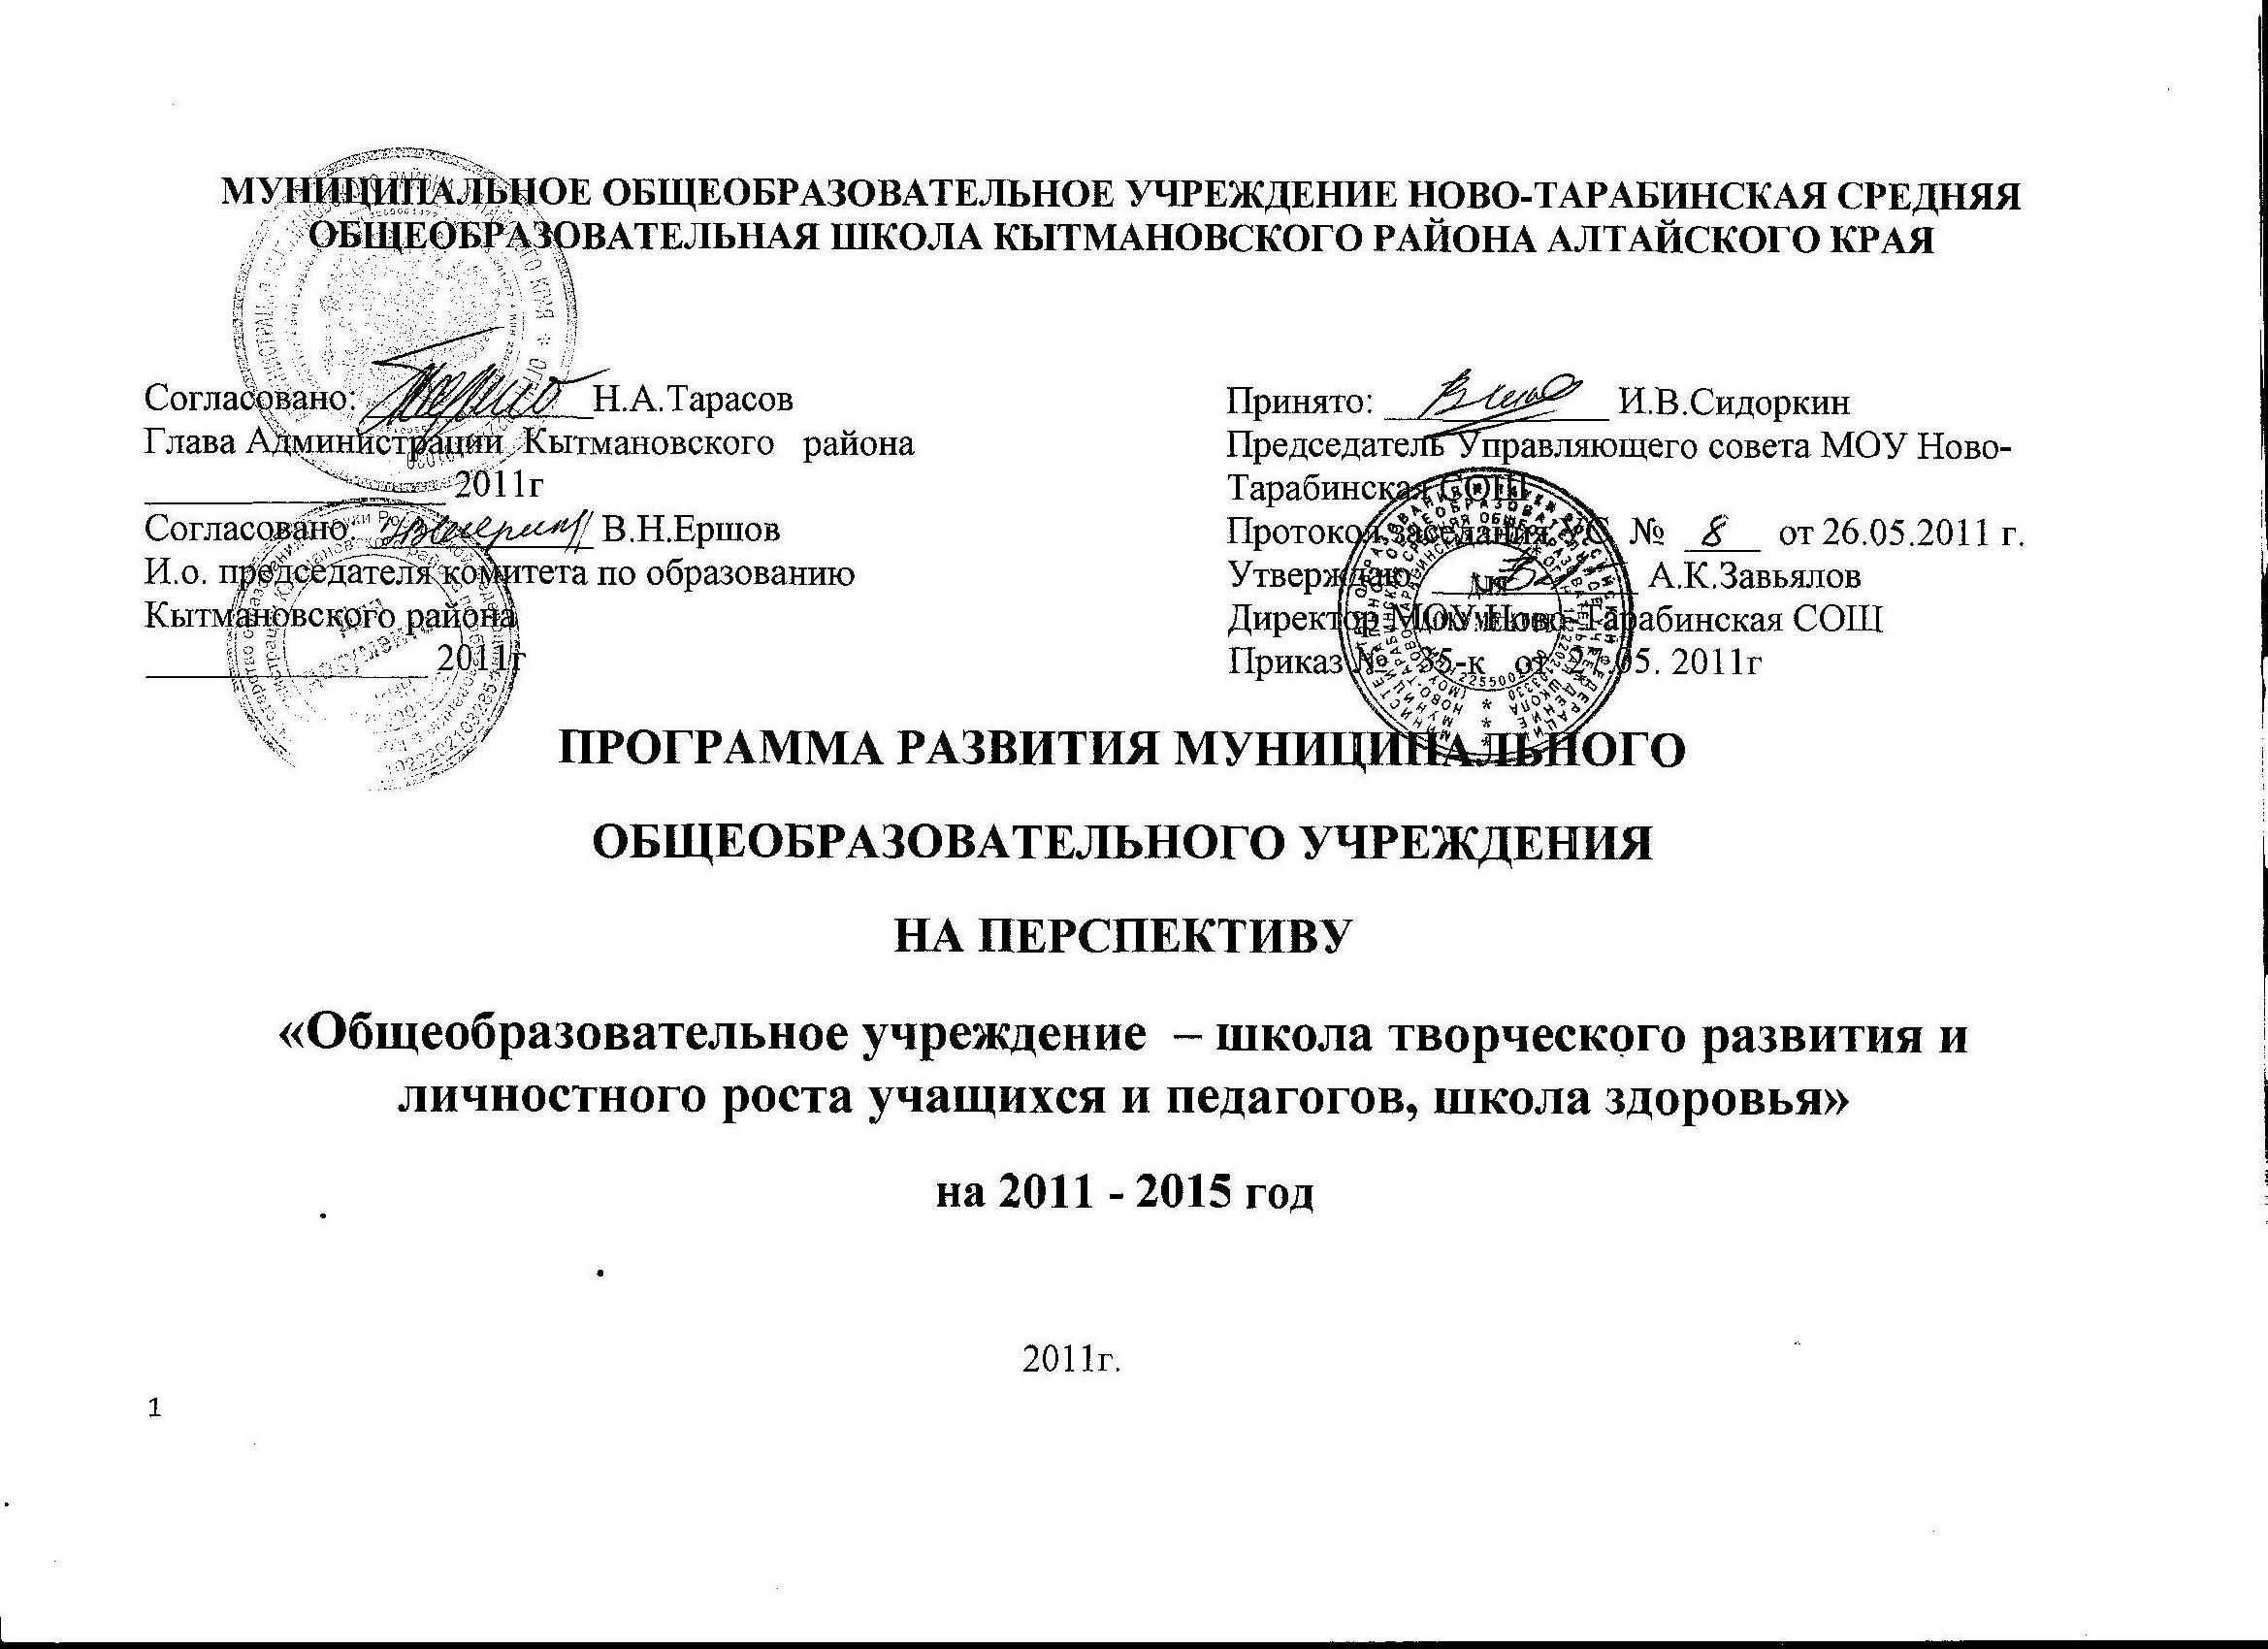 МУНИЦИПАЛЬНОЕ ОБЩЕОБРАЗОВАТЕЛЬНОЕ УЧРЕЖДЕНИЕ НОВО-ТАРАБИНСКАЯ СРЕДНЯЯ
ОБЩЕОБРАЗОВАТЕЛЬНАЯ ШКОЛА КЫТМАНОВСКОГО РАЙОНА АЛТАЙСКОГО КРАЯ
Согласовано: Н.А.Тарасов
Глава Администрации Кытмановского района
2011г
Согласовано: В.Н.Ершов
И.о. председателя комитета по образованию
Кытмановского района
2011г
Принято: И.В.Сидоркин
Председатель Управляющего совета МОУ Ново-
Тарабинская СОШ
Протокол заседания УС № 8 от 26.05.2011 г.
Утверждаю А.К.Завьялов
Директор МОУ Ново-Тарабинская СОЩ
Приказ № 35-к от 27.05. 2011г
ПРОГРАММА РАЗВИТИЯ МУНИЦИПАЛЬНОГО
ОБЩЕОБРАЗОВАТЕЛЬНОГО УЧРЕЖДЕНИЯ
НА ПЕРСПЕКТИВУ
«Общеобразовательное учреждение – школа творческого развития и
личностного роста учащихся и педагогов, школа здоровья»
на 2011 - 2015 год
2011г.
1